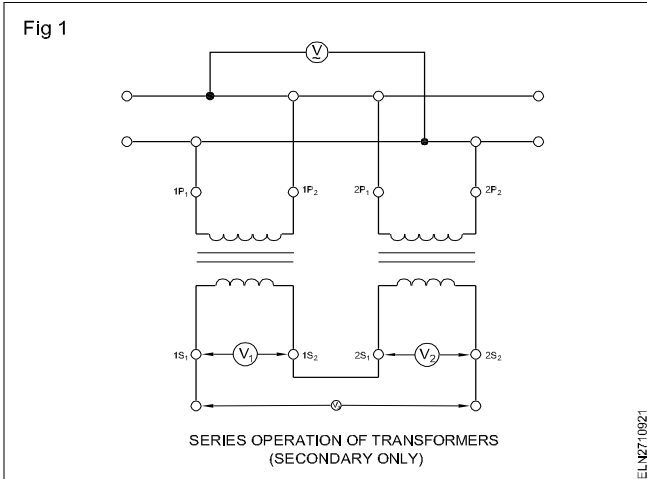 Fig 1
V
~
1P₁ 1P₂ 2P₁ 2P₂
1S₁ V₁ 1S₂ 2S₁ V₂ 2S₂
SERIES OPERATION OF TRANSFORMERS
(SECONDARY ONLY)
ELN2710921